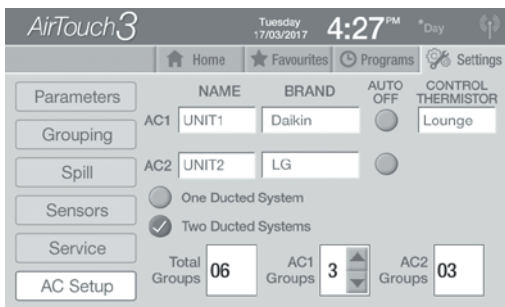 AirTouch3
Tuesday
17/03/2017
4:27PM
*Day
Home
Favourites
Programs
Settings
Parameters
Grouping
Spill
Sensors
Service
AC Setup
NAME BRAND AUTO OFF CONTROL THERMISTOR
AC1 UNIT1 Daikin Lounge
AC2 UNIT2 LG
One Ducted System
Two Ducted Systems
Total Groups 06 AC1 Groups 3 AC2 Groups 03